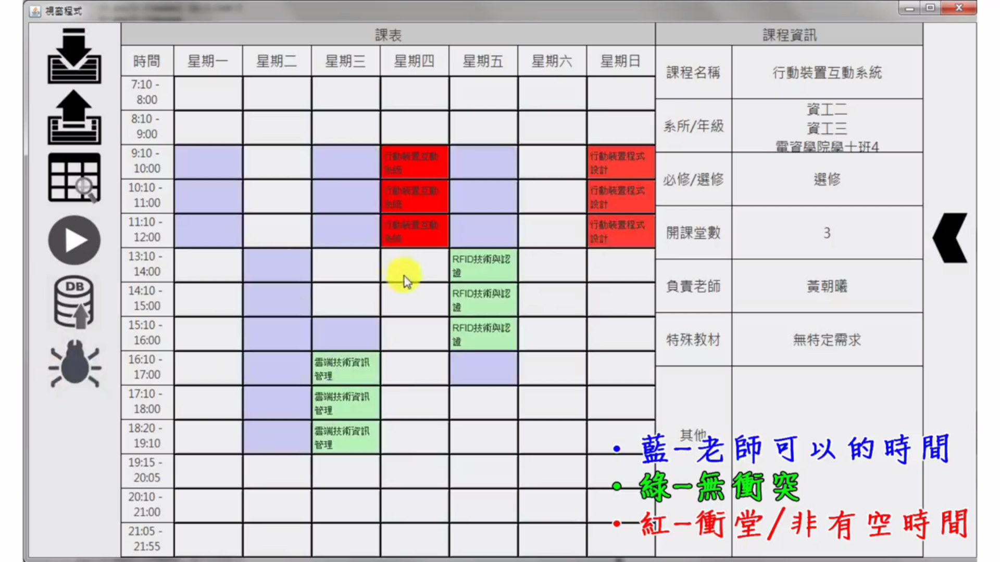 視窗程式
課表
課程資訊
時間 星期一 星期二 星期三 星期四 星期五 星期六 星期日
課程名稱 行動裝置互動系統
7:10 -
8:00
系所/年級 資工二
資工三
電資學院學士班4
8:10 -
9:00
9:10 -
10:00
行動裝置互動
系統
行動裝置程式
設計
必修/選修 選修
10:10 -
11:00
行動裝置互動
系統
行動裝置程式
設計
11:10 -
12:00
行動裝置互動
系統
行動裝置程式
設計
開課堂數 3
13:10 -
14:00
RFID技術與認
證
負責老師 黃朝曦
14:10 -
15:00
RFID技術與認
證
15:10 -
16:00
RFID技術與認
證
特殊教材 無特定需求
16:10 -
17:00
雲端技術資訊
管理
17:10 -
18:00
雲端技術資訊
管理
18:20 -
19:10
雲端技術資訊
管理
其他
19:15 -
20:05
20:10 -
21:00
21:05 -
21:55
DB
• 藍-老師可以的時間
• 綠-無衝突
• 紅-衝堂/非有空時間